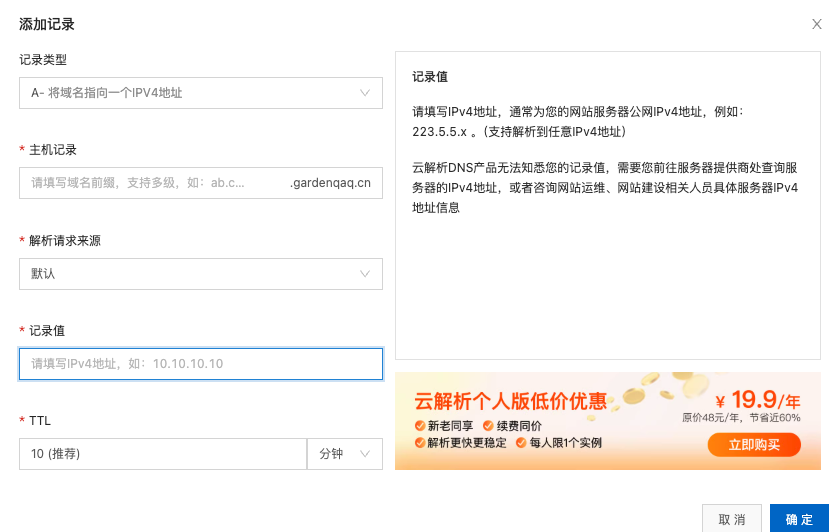 添加记录
记录类型
A- 将域名指向一个IPV4地址
* 主机记录
请填写域名前缀，支持多级，如：ab.c...
.gardenqaq.cn
* 解析请求来源
默认
* 记录值
请填写IPv4地址，如：10.10.10.10
* TTL
10 (推荐)
分钟
记录值
请填写IPv4地址，通常为您的网站服务器公网IPv4地址，例如：
223.5.5.x 。（支持解析到任意IPv4地址）
云解析DNS产品无法知悉您的记录值，需要您前往服务器提供商处查询服
务器的IPv4地址，或者咨询网站运维、网站建设相关人员具体服务器IPv4
地址信息
云解析个人版低价优惠
新老同享 续费同价
解析更快更稳定 每人限1个实例
¥ 19.9/年
原价48元/年，节省近60%
立即购买
取 消
确 定